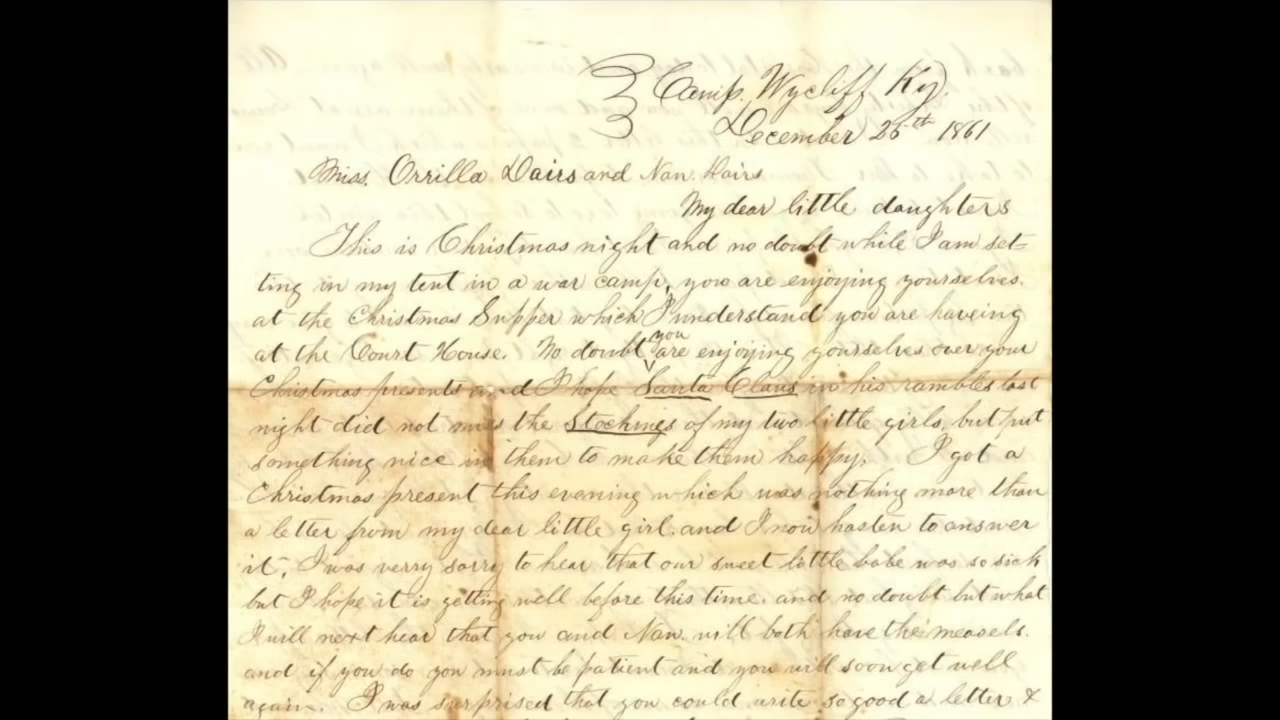 Camp. Wycliff Ky.
December 25th 1861
Miss. Orrilla Davis and Nan. Davis
My dear little daughters
This is Christmas night and no doubt while I am set=
ting in my tent in a war camp, you are enjoying yourselves.
at the Christmas Supper which I understand you are haveing
at the Court House. No doubt you are enjoying yourselves over your
Christmas presents and I hope Santa Claus in his rambles last
night did not miss the Stockings of my two little girls, but put
something nice in them to make them happy. I got a
Christmas present this evening which was nothing more than
a letter from my dear little girl. and I now hasten to answer
it. I was verry sorry to hear that our sweet little babe was so sick
but I hope it is getting well before this time. and no doubt but what
I will next hear that you and Nan. will both have the measels.
and if you do you must be patient and you will soon get well
again. I was surprised that you could write so good a letter &